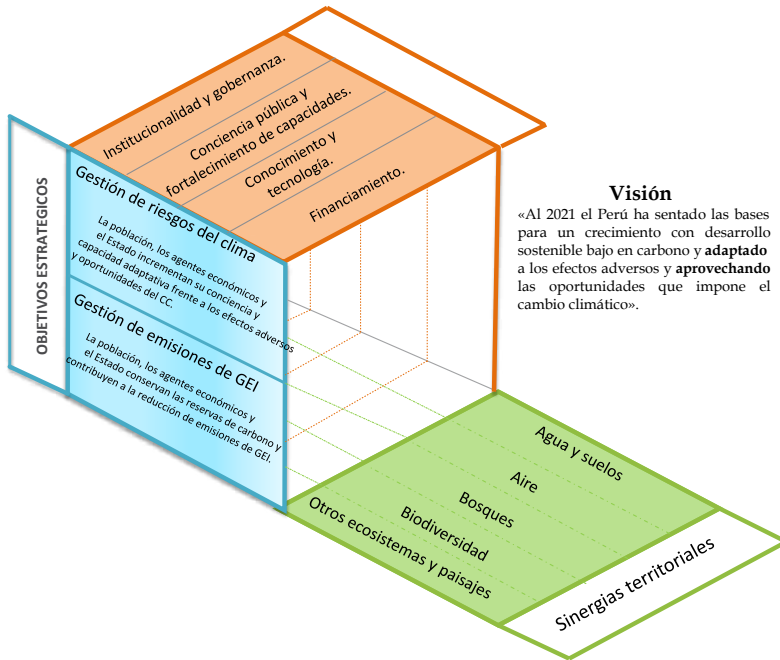 Institucionalidad y gobernanza.
Conciencia pública y
fortalecimiento de capacidades.
Conocimiento y
tecnología.
Financiamiento.
OBJETIVOS ESTRATEGICOS
Gestión de riesgos del clima
La población, los agentes económicos y
el Estado incrementan su conciencia y
capacidad adaptativa frente a los efectos adversos
y oportunidades del CC.
Gestión de emisiones de GEI
La población, los agentes económicos y
el Estado conservan las reservas de carbono y
contribuyen a la reducción de emisiones de GEI.
Visión
«Al 2021 el Perú ha sentado las bases
para un crecimiento con desarrollo
sostenible bajo en carbono y adaptado
a los efectos adversos y aprovechando
las oportunidades que impone el
cambio climático».
Agua y suelos
Aire
Bosques
Biodiversidad
Otros ecosistemas y paisajes
Sinergias territoriales